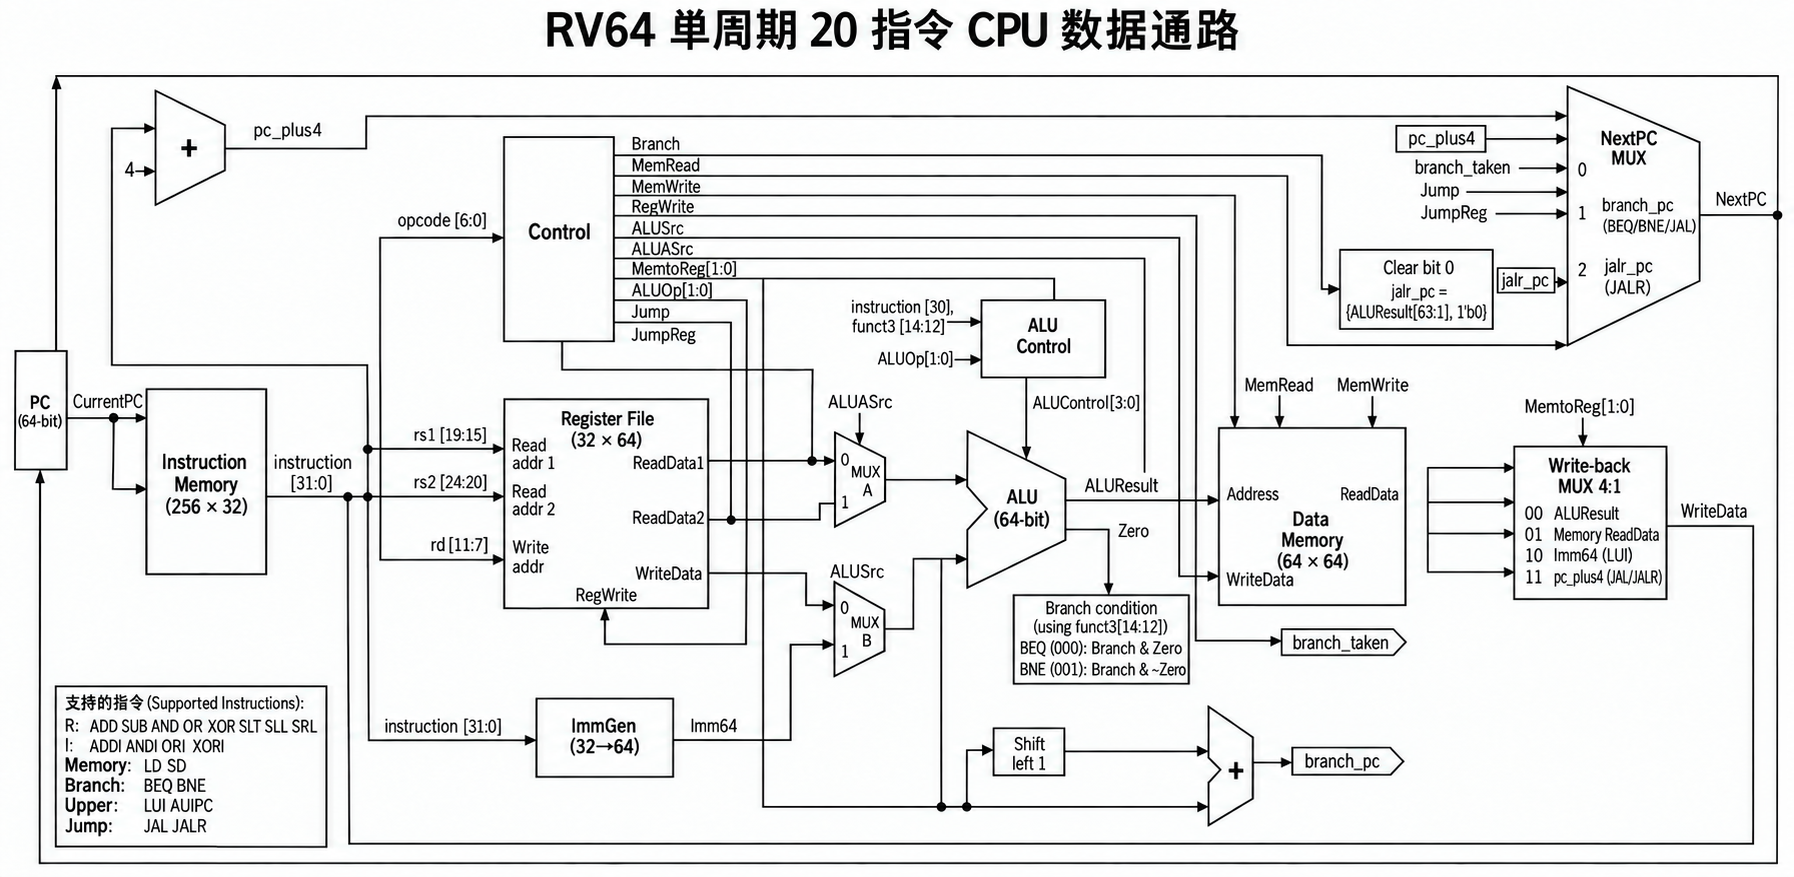 RV64 单周期 20 指令 CPU 数据通路
+
pc_plus4
4
PC
(64-bit)
CurrentPC
Instruction
Memory
(256 × 32)
instruction
[31:0]
opcode [6:0]
Control
Branch
MemRead
MemWrite
RegWrite
ALUSrc
ALUASrc
MemtoReg[1:0]
ALUOp[1:0]
Jump
JumpReg
rs1 [19:15]
rs2 [24:20]
rd [11:7]
Register File
(32 × 64)
Read
addr 1
Read
addr 2
Write
addr
ReadData1
ReadData2
WriteData
RegWrite
ALUASrc
0
MUX
A
1
ALUSrc
0
MUX
B
1
instruction [30],
funct3 [14:12]
ALUOp[1:0]
ALU
Control
ALUControl[3:0]
ALU
(64-bit)
ALUResult
Zero
Branch condition
(using funct3[14:12])
BEQ (000): Branch & Zero
BNE (001): Branch & ~Zero
MemRead
MemWrite
Address
ReadData
Data
Memory
(64 × 64)
WriteData
branch_taken
pc_plus4
branch_taken
Jump
JumpReg
NextPC
MUX
0
1
branch_pc
(BEQ/BNE/JAL)
2
jalr_pc
(JALR)
NextPC
Clear bit 0
jalr_pc =
{ALUResult[63:1], 1'b0}
jalr_pc
MemtoReg[1:0]
Write-back
MUX 4:1
00 ALUResult
01 Memory ReadData
10 Imm64 (LUI)
11 pc_plus4 (JAL/JALR)
WriteData
instruction [31:0]
ImmGen
(32→64)
Imm64
Shift
left 1
+
branch_pc
支持的指令 (Supported Instructions):
R: ADD SUB AND OR XOR SLT SLL SRL
I: ADDI ANDI ORI XORI
Memory: LD SD
Branch: BEQ BNE
Upper: LUI AUIPC
Jump: JAL JALR